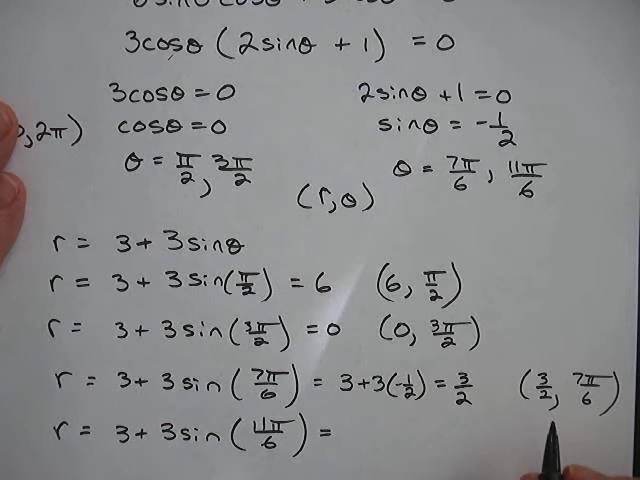 3cosθ (2sinθ + 1) = 0
3cosθ = 0
2sinθ + 1 = 0
, 2π)
cosθ = 0
sinθ = -1/2
θ = π/2, 3π/2
θ = 7π/6, 11π/6
(r, θ)
r = 3 + 3sinθ
r = 3 + 3sin(π/2) = 6 (6, π/2)
r = 3 + 3sin(3π/2) = 0 (0, 3π/2)
r = 3 + 3sin(7π/6) = 3+3(-1/2) = 3/2 (3/2, 7π/6)
r = 3 + 3sin(11π/6) =